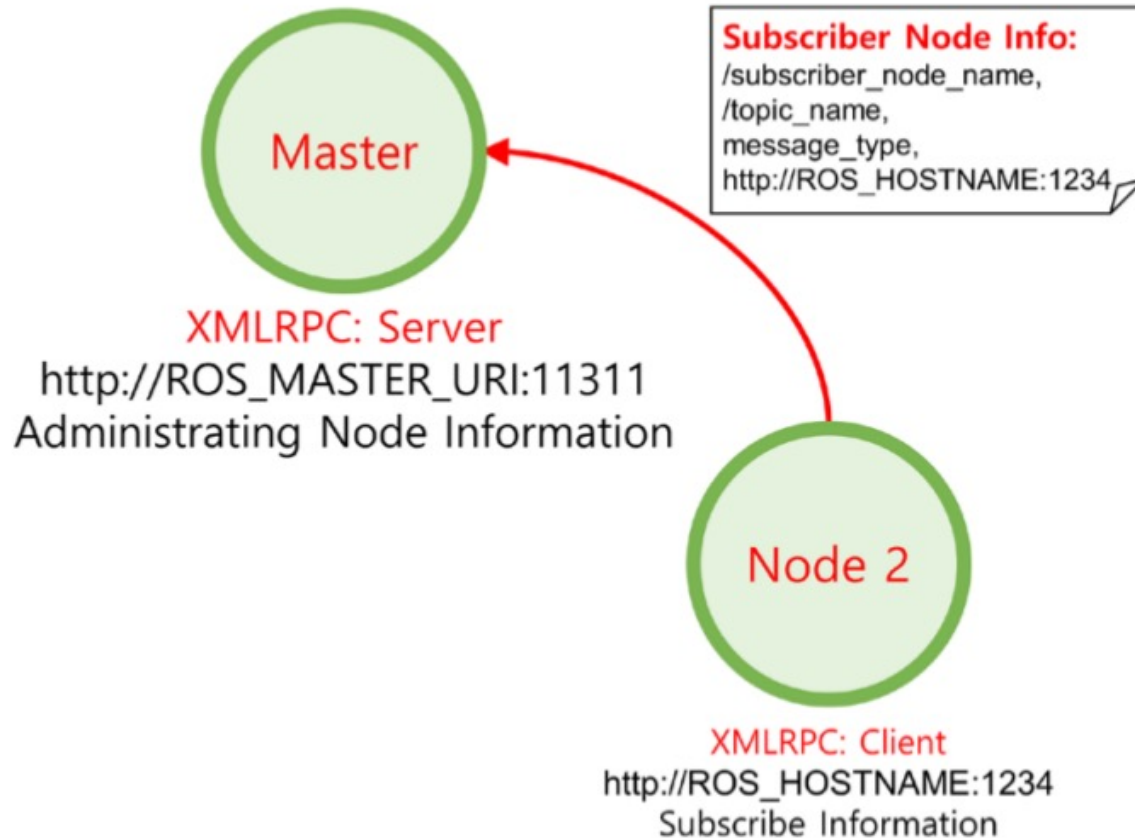 Master
XMLRPC: Server
http://ROS_MASTER_URI:11311
Administrating Node Information
Subscriber Node Info:
/subscriber_node_name,
/topic_name,
message_type,
http://ROS_HOSTNAME:1234
Node 2
XMLRPC: Client
http://ROS_HOSTNAME:1234
Subscribe Information